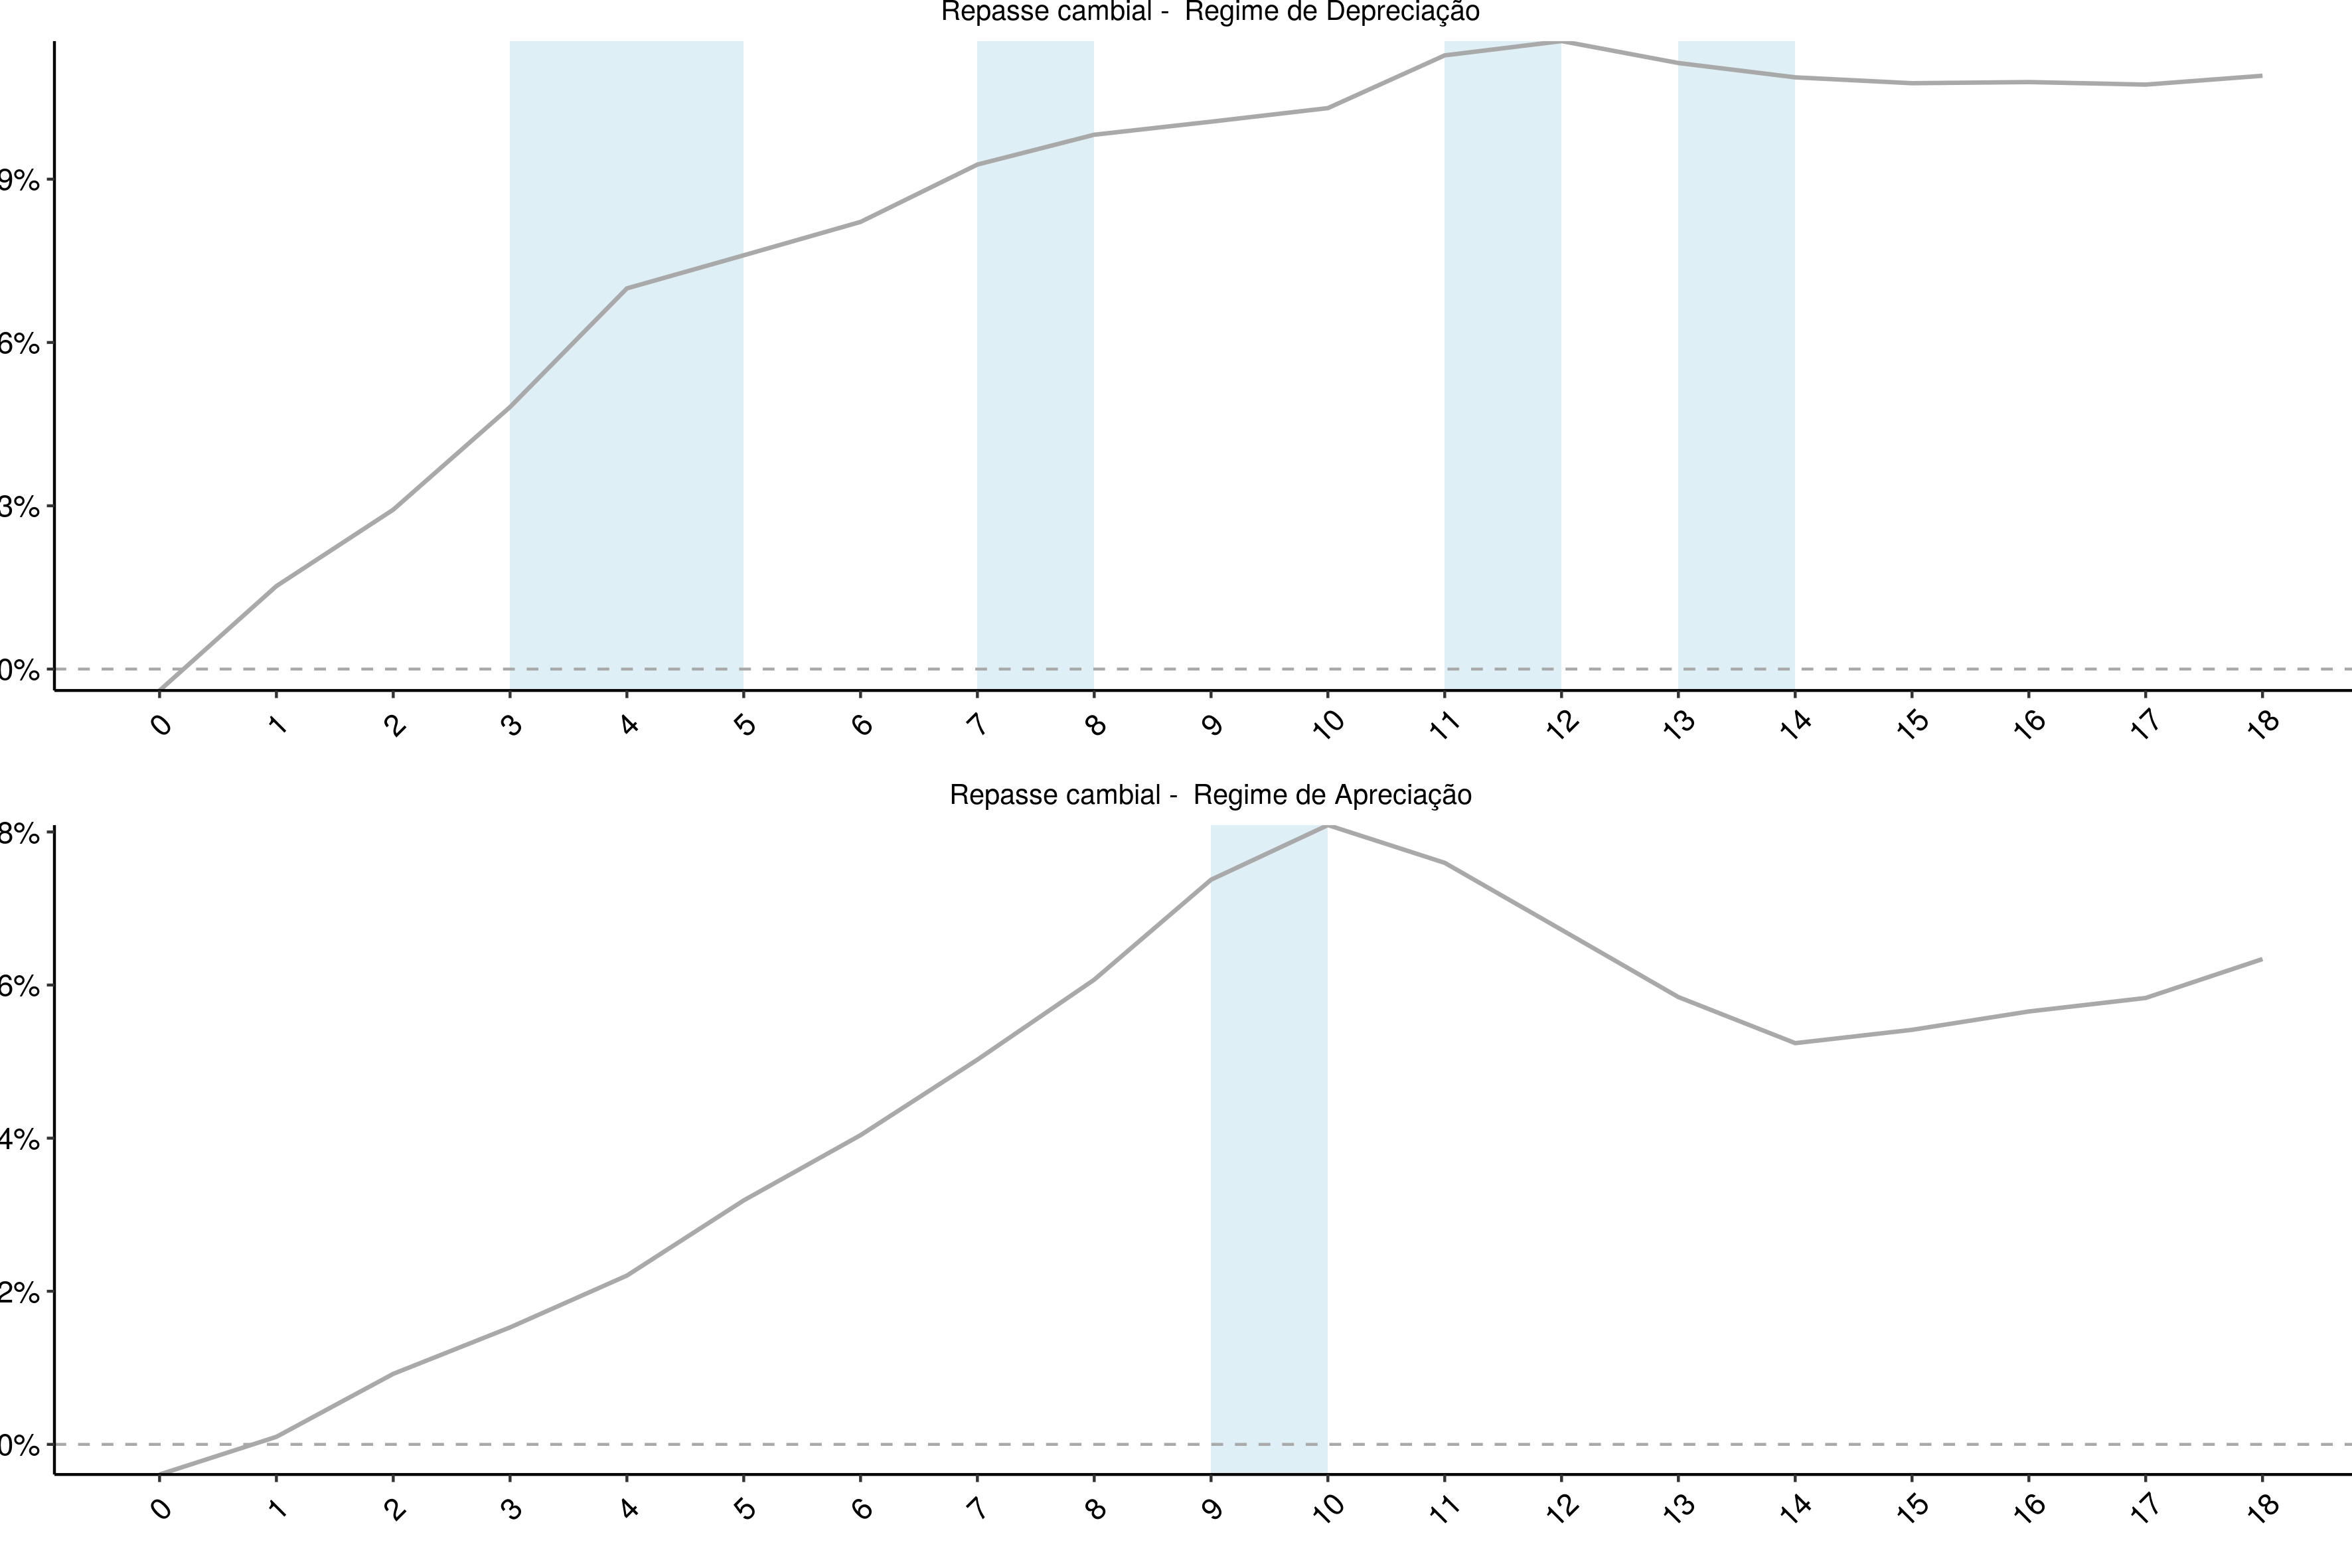 Repasse cambial -  Regime de Depreciação
9%
6%
3%
0%
0 1 2 3 4 5 6 7 8 9 10 11 12 13 14 15 16 17 18
Repasse cambial -  Regime de Apreciação
8%
6%
4%
2%
0%
0 1 2 3 4 5 6 7 8 9 10 11 12 13 14 15 16 17 18